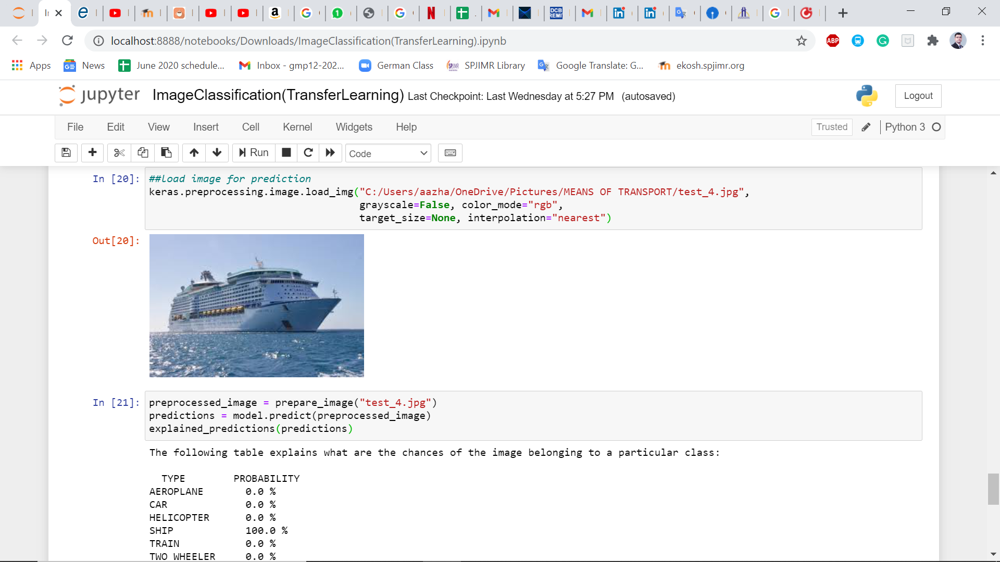 localhost:8888/notebooks/Downloads/ImageClassification(TransferLearning).ipynb
ABP
Apps
News
June 2020 schedule...
Inbox - gmp12-202...
German Class
SPJIMR Library
Google Translate: G...
ekosh.spjimr.org
jupyter ImageClassification(TransferLearning) Last Checkpoint: Last Wednesday at 5:27 PM (autosaved)
Logout
File Edit View Insert Cell Kernel Widgets Help
Trusted
Python 3
Run
Code
In [20]: ##load image for prediction
keras.preprocessing.image.load_img("C:/Users/aazha/OneDrive/Pictures/MEANS OF TRANSPORT/test_4.jpg",
grayscale=False, color_mode="rgb",
target_size=None, interpolation="nearest")
Out[20]:
In [21]: preprocessed_image = prepare_image("test_4.jpg")
predictions = model.predict(preprocessed_image)
explained_predictions(predictions)
The following table explains what are the chances of the image belonging to a particular class:
TYPE PROBABILITY
AEROPLANE 0.0 %
CAR 0.0 %
HELICOPTER 0.0 %
SHIP 100.0 %
TRAIN 0.0 %
TWO WHEELER 0.0 %